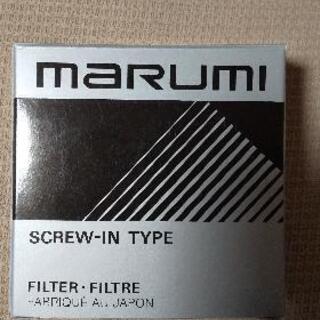 marumi
SCREW-IN TYPE
FILTER・FILTRE
FABRIQUÉ AU JAPON